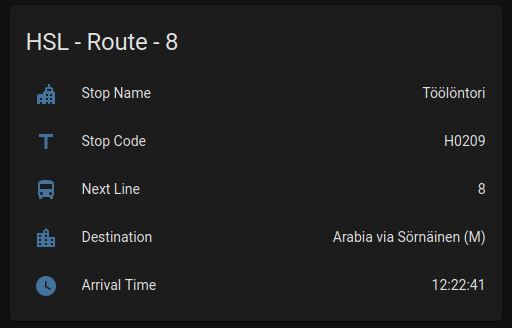 HSL - Route - 8
Stop Name Töölöntori
Stop Code H0209
Next Line 8
Destination Arabia via Sörnäinen (M)
Arrival Time 12:22:41